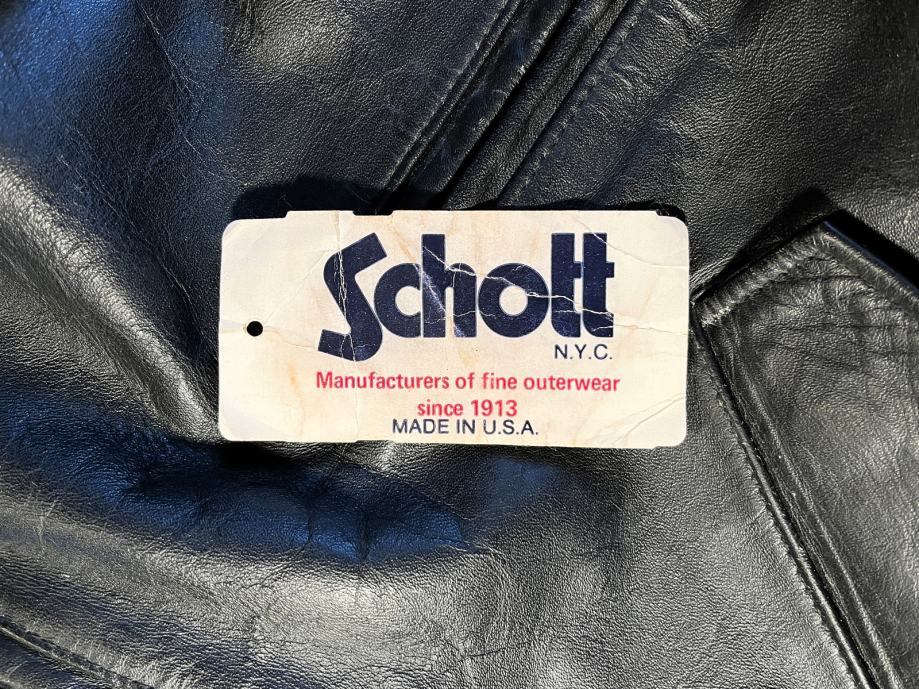 Schott
N.Y.C.
Manufacturers of fine outerwear
since 1913
MADE IN U.S.A.